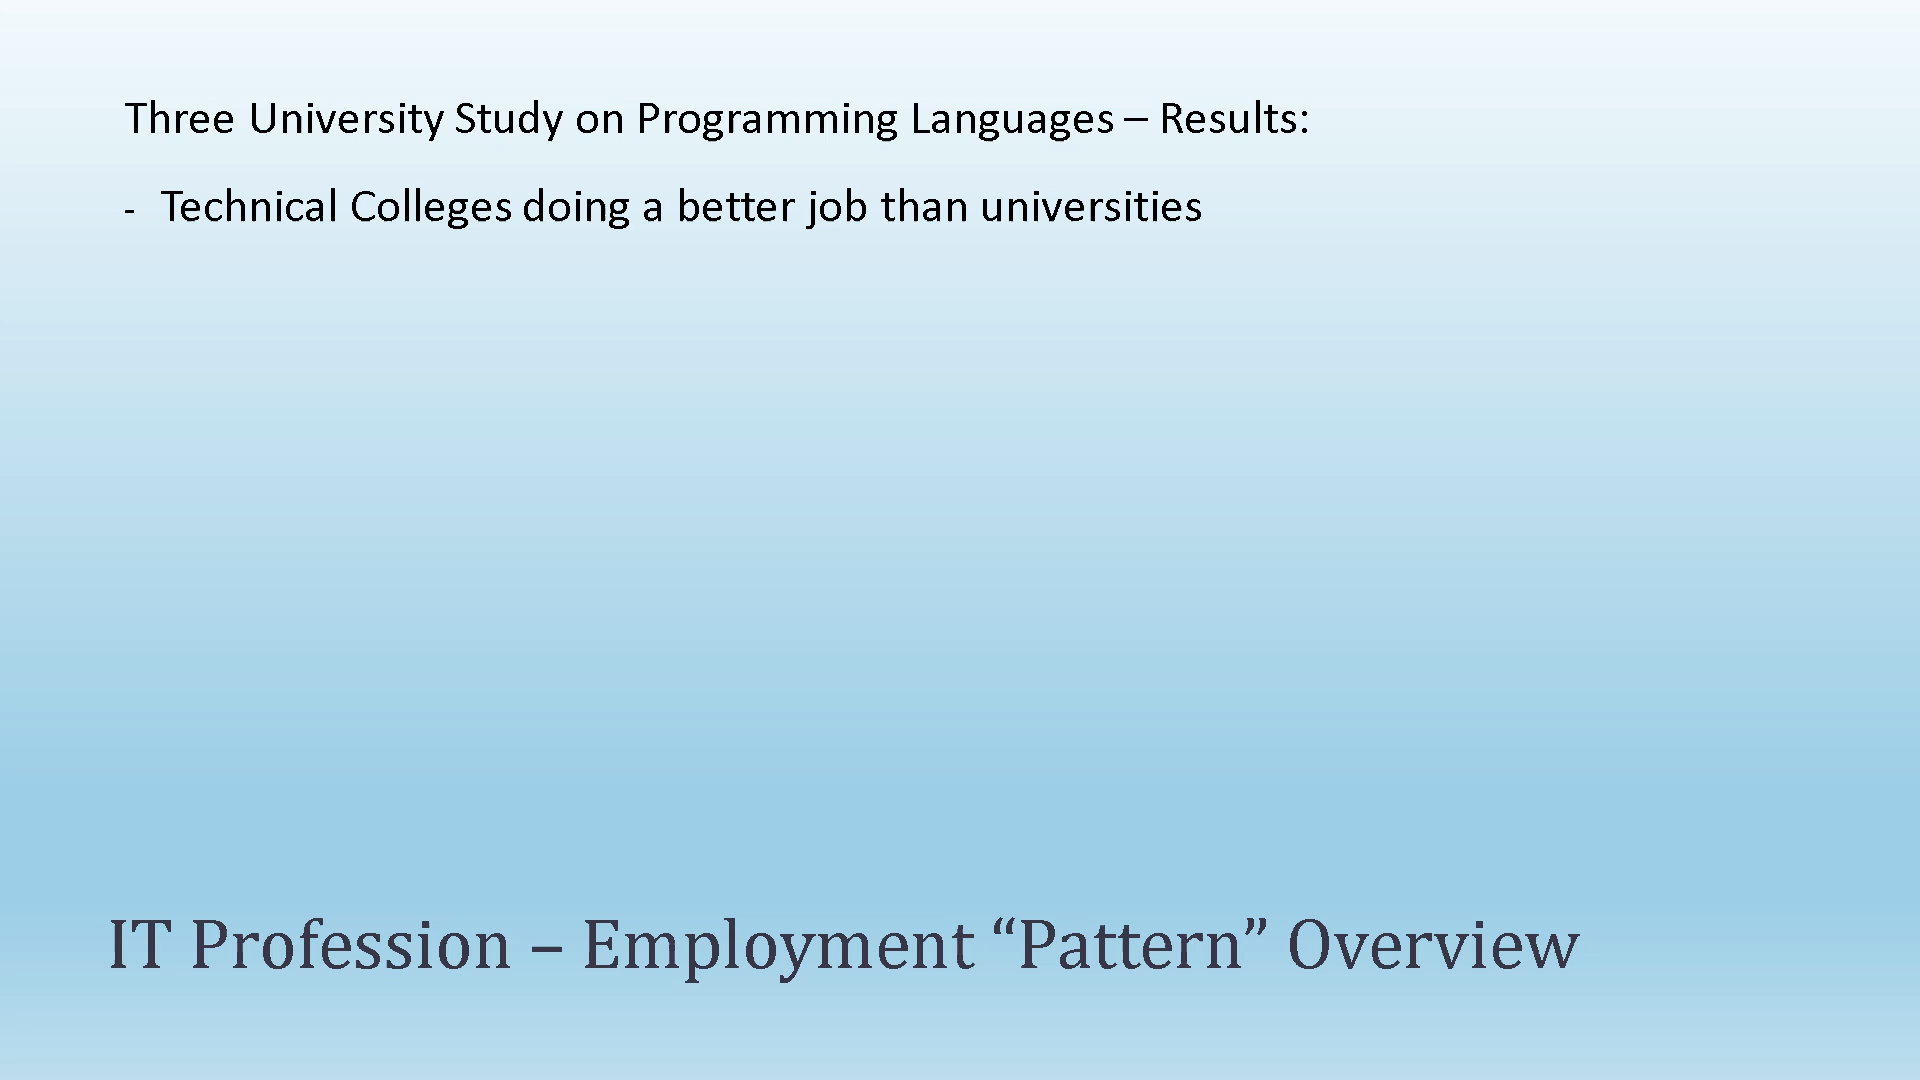 Three University Study on Programming Languages – Results:
- Technical Colleges doing a better job than universities
IT Profession – Employment “Pattern” Overview